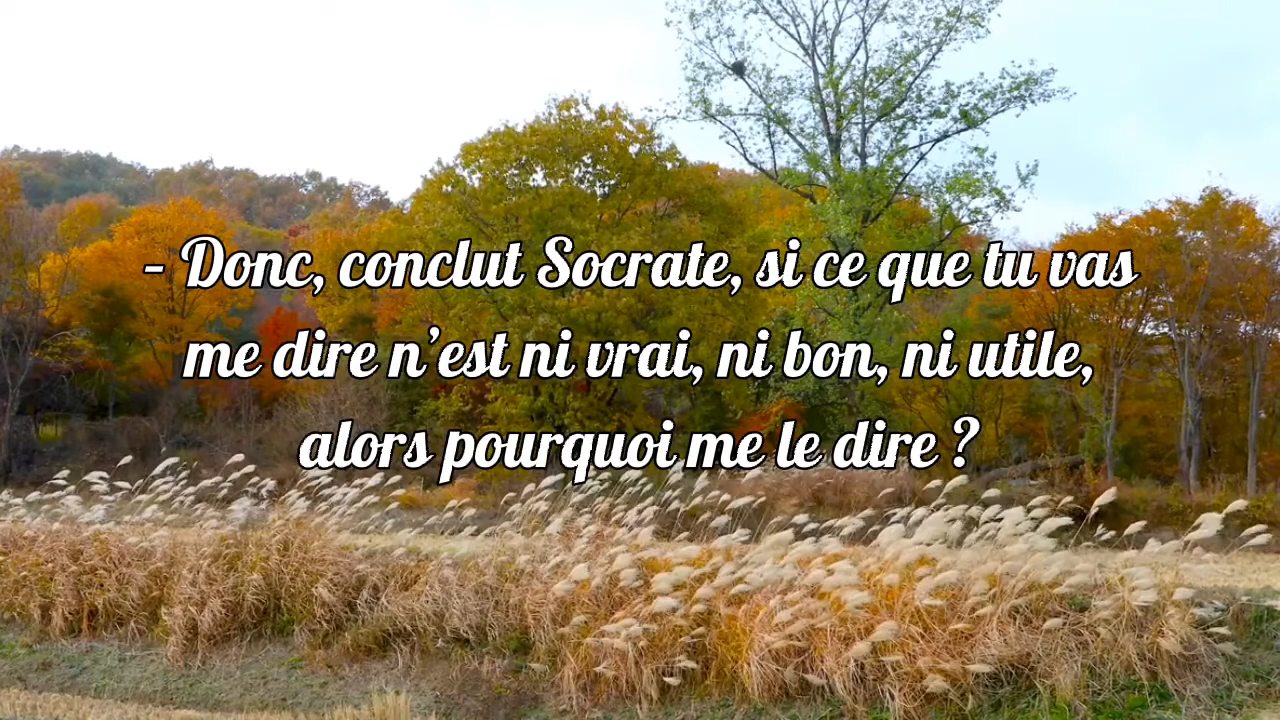 - Donc, conclut Socrate, si ce que tu vas
me dire n’est ni vrai, ni bon, ni utile,
alors pourquoi me le dire ?